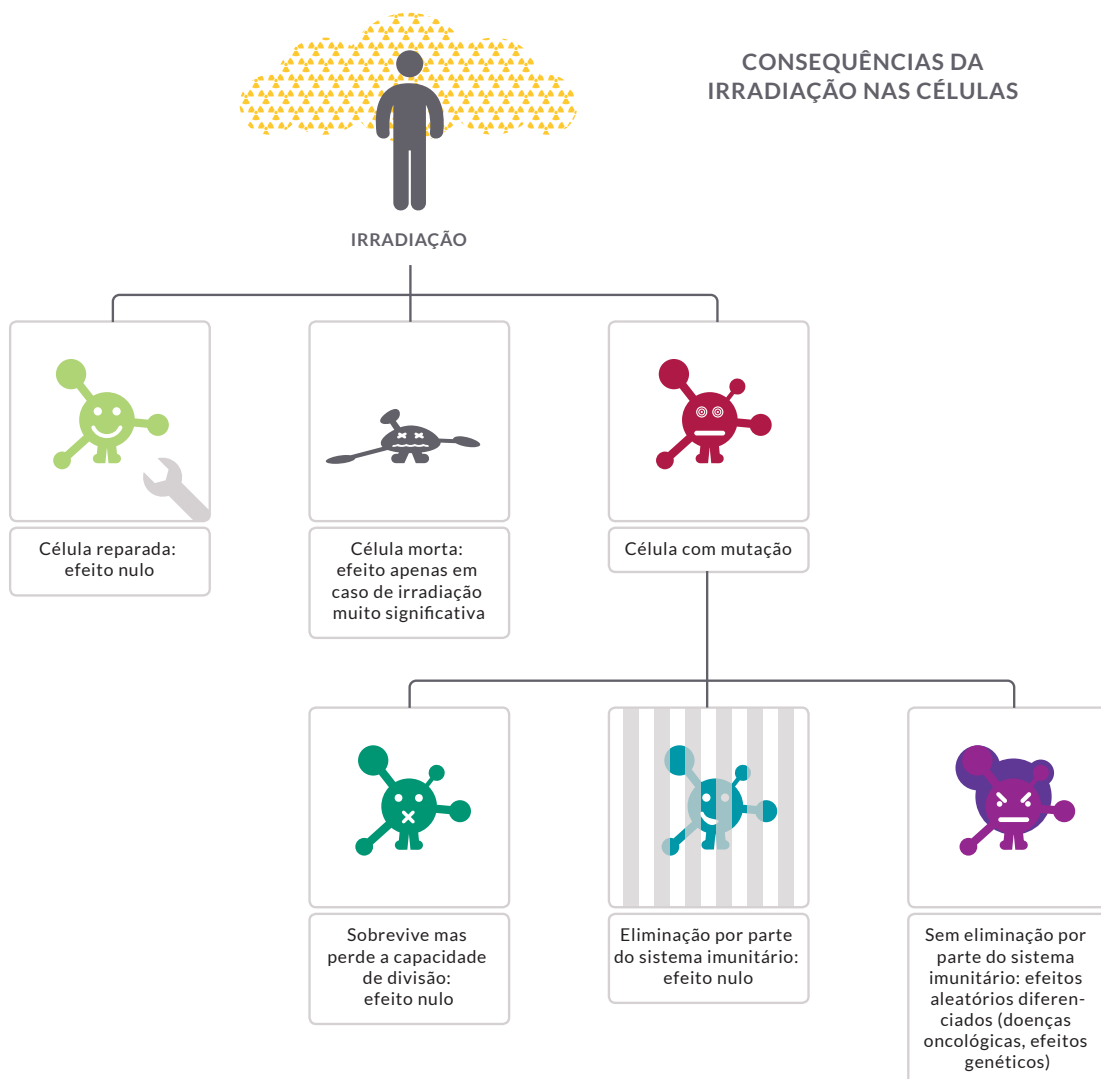 CONSEQUÊNCIAS DA
IRRADIAÇÃO NAS CÉLULAS
IRRADIAÇÃO
Célula reparada:
efeito nulo
Célula morta:
efeito apenas em
caso de irradiação
muito significativa
Célula com mutação
Sobrevive mas
perde a capacidade
de divisão:
efeito nulo
Eliminação por parte
do sistema imunitário:
efeito nulo
Sem eliminação por
parte do sistema
imunitário: efeitos
aleatórios diferen-
ciados (doenças
oncológicas, efeitos
genéticos)